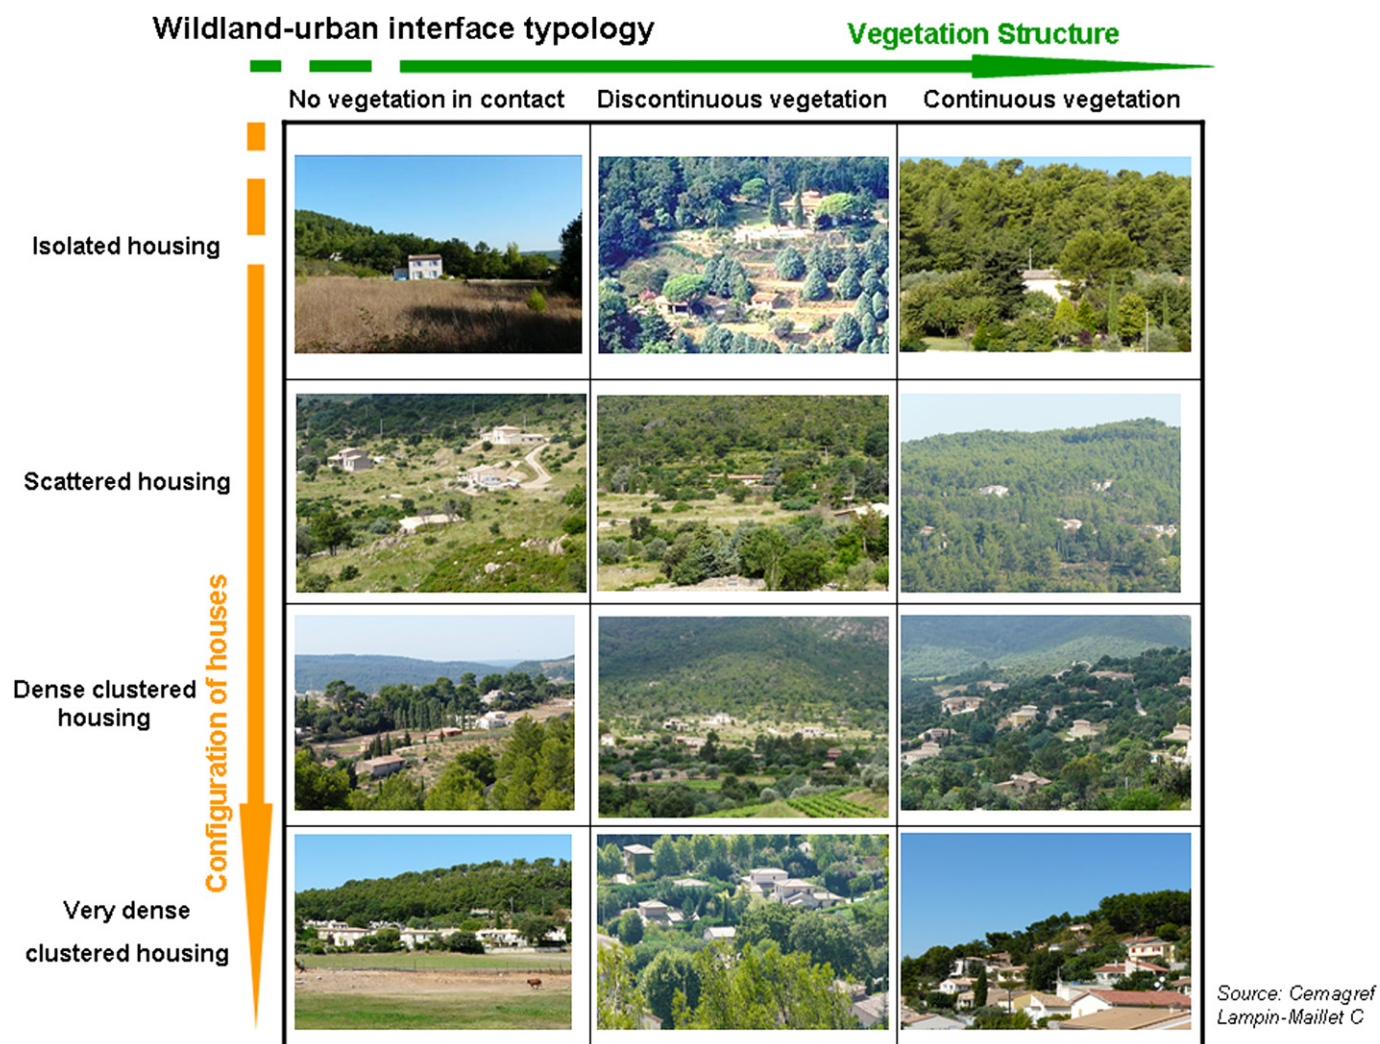 Wildland-urban interface typology
Vegetation Structure
No vegetation in contact
Discontinuous vegetation
Continuous vegetation
Isolated housing
Scattered housing
Configuration of houses
Dense clustered
housing
Very dense
clustered housing
Source: Cemagref
Lampin-Maillet C